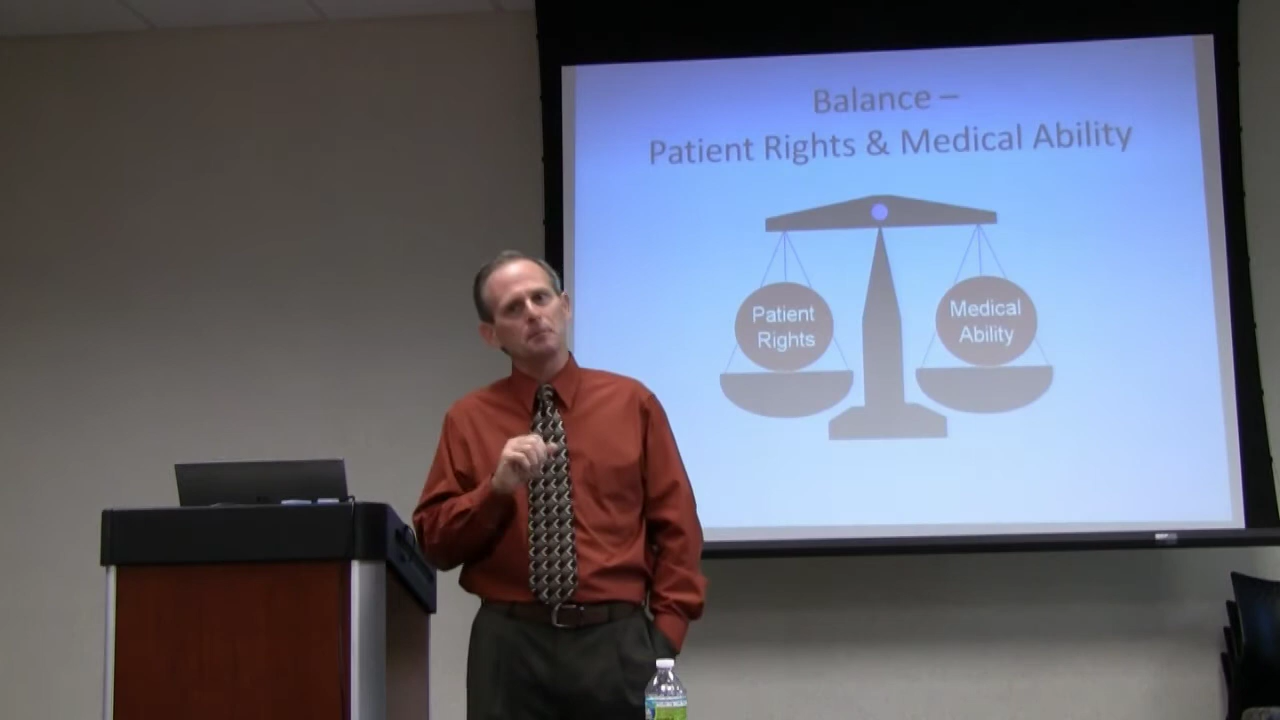 Balance –
Patient Rights & Medical Ability
Patient
Rights
Medical
Ability